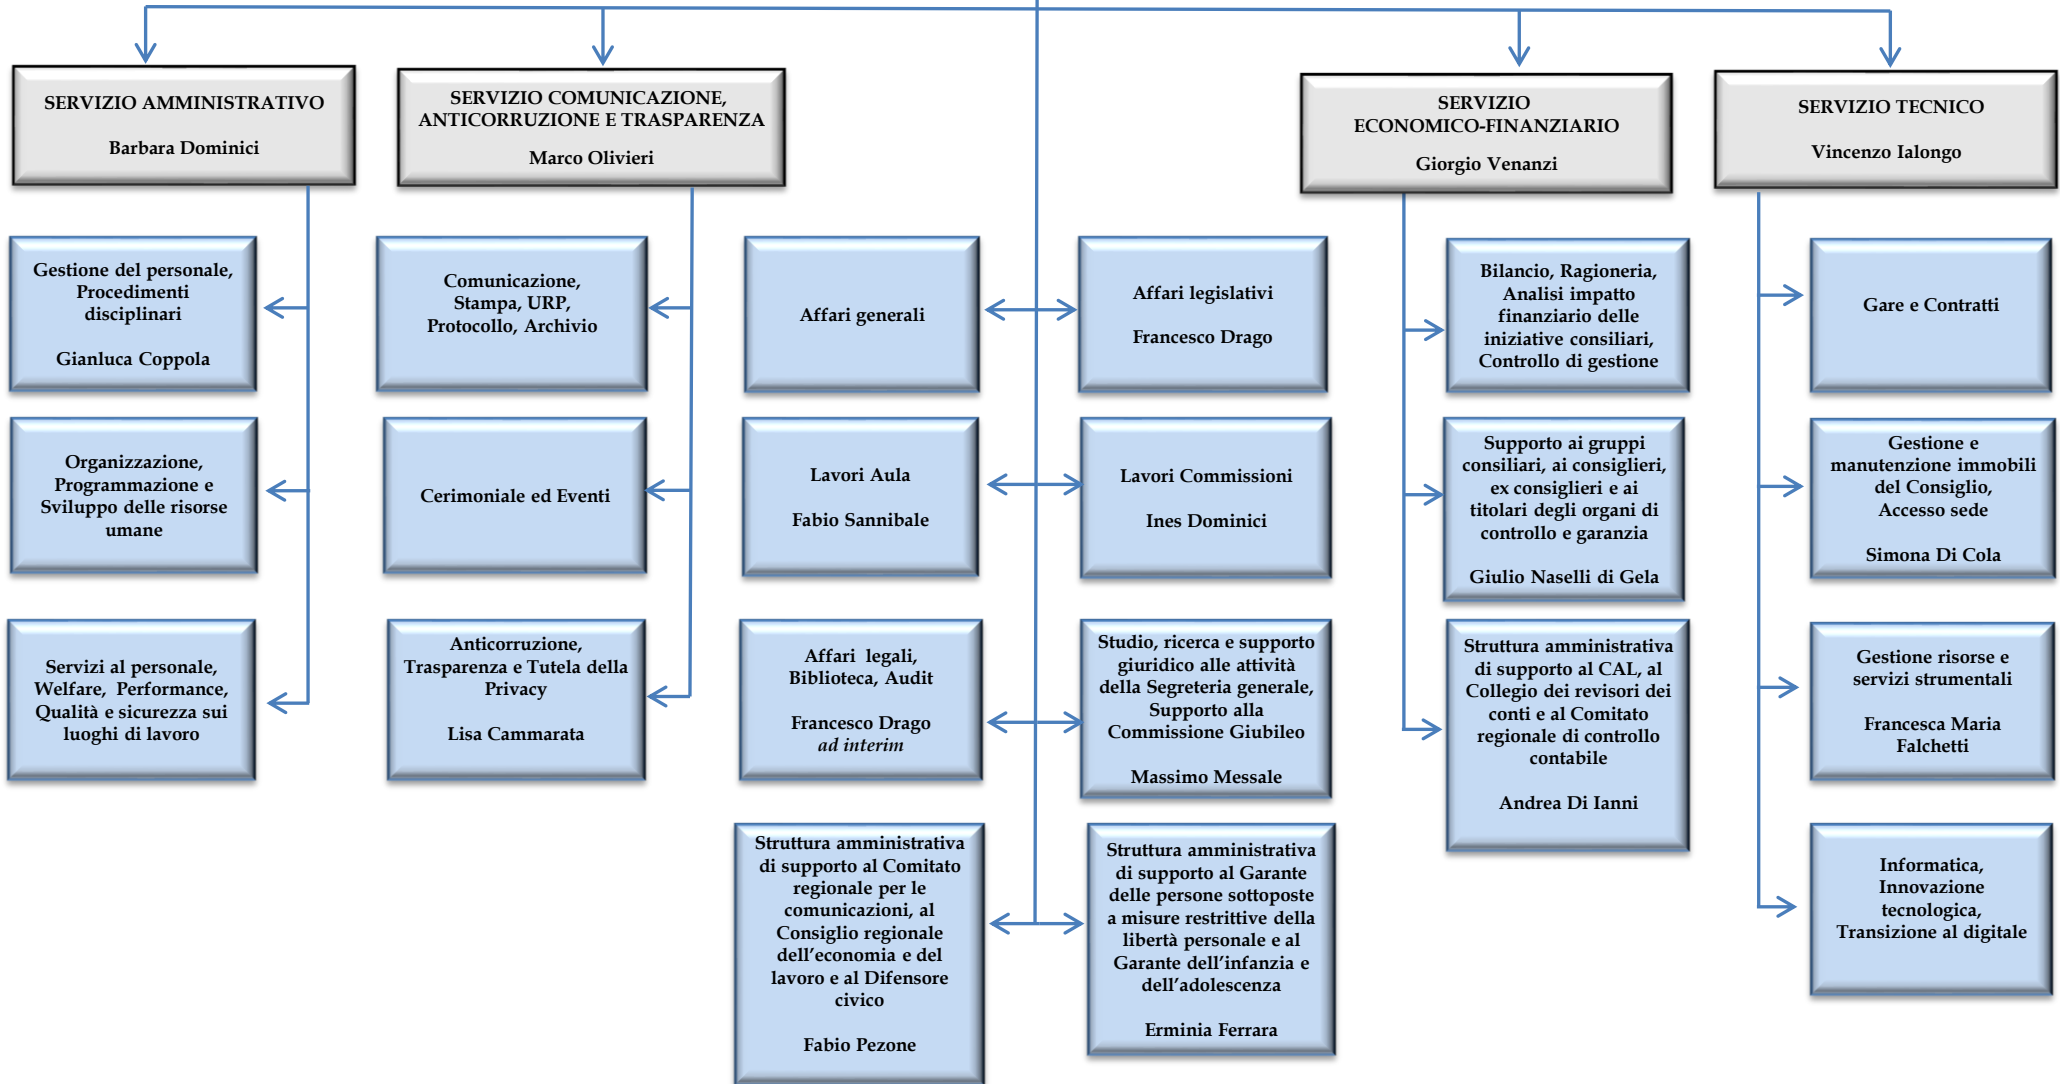 SERVIZIO AMMINISTRATIVO
Barbara Dominici
SERVIZIO COMUNICAZIONE,
ANTICORRUZIONE E TRASPARENZA
Marco Olivieri
SERVIZIO
ECONOMICO-FINANZIARIO
Giorgio Venanzi
SERVIZIO TECNICO
Vincenzo Ialongo
Gestione del personale,
Procedimenti
disciplinari
Gianluca Coppola
Comunicazione,
Stampa, URP,
Protocollo, Archivio
Affari generali
Affari legislativi
Francesco Drago
Bilancio, Ragioneria,
Analisi impatto
finanziario delle
iniziative consiliari,
Controllo di gestione
Gare e Contratti
Organizzazione,
Programmazione e
Sviluppo delle risorse
umane
Cerimoniale ed Eventi
Lavori Aula
Fabio Sannibale
Lavori Commissioni
Ines Dominici
Supporto ai gruppi
consiliari, ai consiglieri,
ex consiglieri e ai
titolari degli organi di
controllo e garanzia
Giulio Naselli di Gela
Gestione e
manutenzione immobili
del Consiglio,
Accesso sede
Simona Di Cola
Servizi al personale,
Welfare, Performance,
Qualità e sicurezza sui
luoghi di lavoro
Anticorruzione,
Trasparenza e Tutela della
Privacy
Lisa Cammarata
Affari legali,
Biblioteca, Audit
Francesco Drago
ad interim
Studio, ricerca e supporto
giuridico alle attività
della Segreteria generale,
Supporto alla
Commissione Giubileo
Massimo Messale
Struttura amministrativa
di supporto al CAL, al
Collegio dei revisori dei
conti e al Comitato
regionale di controllo
contabile
Andrea Di Ianni
Gestione risorse e
servizi strumentali
Francesca Maria
Falchetti
Struttura amministrativa
di supporto al Comitato
regionale per le
comunicazioni, al
Consiglio regionale
dell'economia e del
lavoro e al Difensore
civico
Fabio Pezone
Struttura amministrativa
di supporto al Garante
delle persone sottoposte
a misure restrittive della
libertà personale e al
Garante dell'infanzia e
dell'adolescenza
Erminia Ferrara
Informatica,
Innovazione
tecnologica,
Transizione al digitale